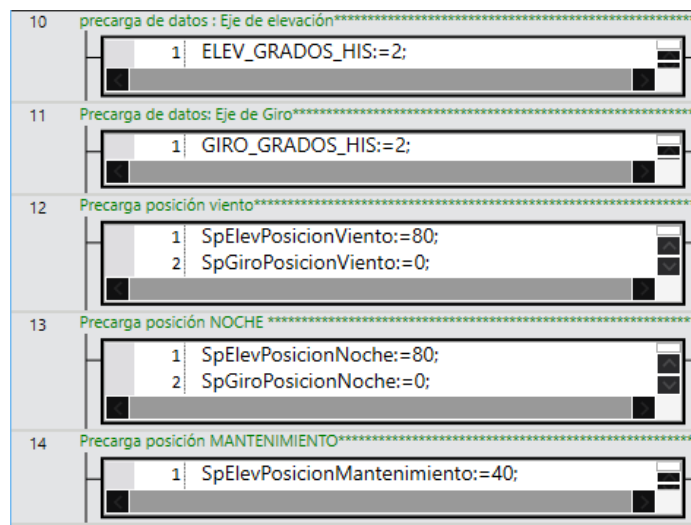 10 precarga de datos : Eje de elevación****************************************************************
1 ELEV_GRADOS_HIS:=2;
11 Precarga de datos: Eje de Giro************************************************************************
1 GIRO_GRADOS_HIS:=2;
12 Precarga posición viento******************************************************************************
1 SpElevPosicionViento:=80;
2 SpGiroPosicionViento:=0;
13 Precarga posición NOCHE ****************************************************************************
1 SpElevPosicionNoche:=80;
2 SpGiroPosicionNoche:=0;
14 Precarga posición MANTENIMIENTO***************************************************************
1 SpElevPosicionMantenimiento:=40;